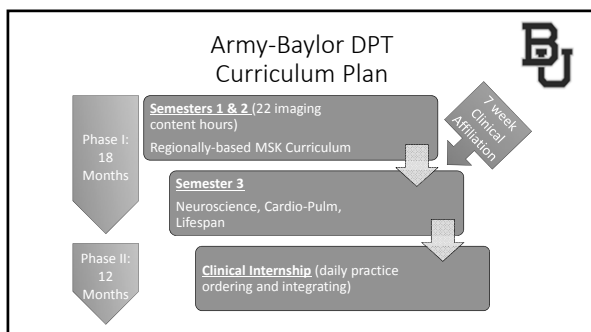 Army-Baylor DPT
Curriculum Plan
BU
Phase I:
18
Months
Semesters 1 & 2 (22 imaging
content hours)
Regionally-based MSK Curriculum
7 week
Clinical
Affiliation
Semester 3
Neuroscience, Cardio-Pulm,
Lifespan
Phase II:
12
Months
Clinical Internship (daily practice
ordering and integrating)